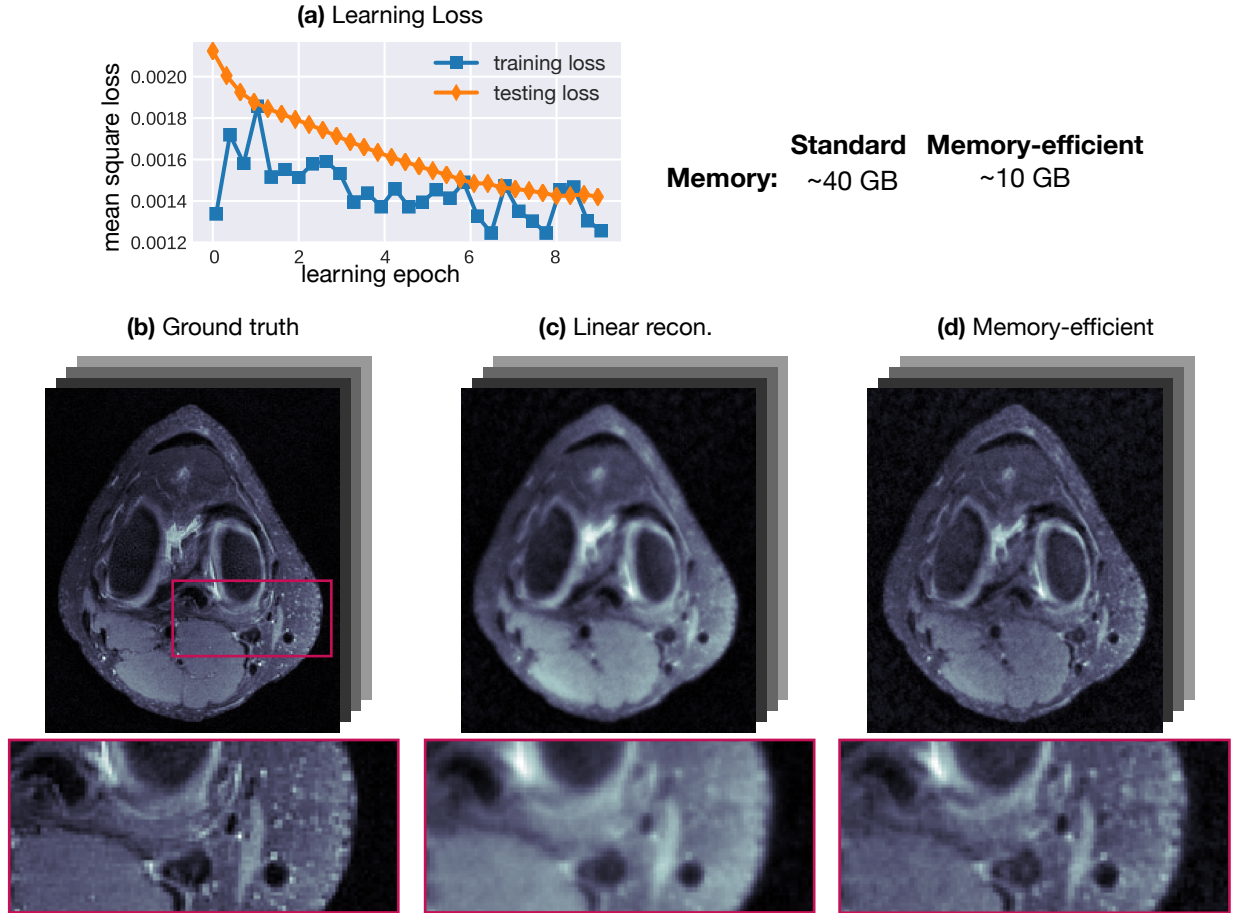 (a) Learning Loss
mean square loss
0.0020
0.0018
0.0016
0.0014
0.0012
training loss
testing loss
0 2 4 6 8
learning epoch
Standard Memory-efficient
Memory: ~40 GB ~10 GB
(b) Ground truth
(c) Linear recon.
(d) Memory-efficient